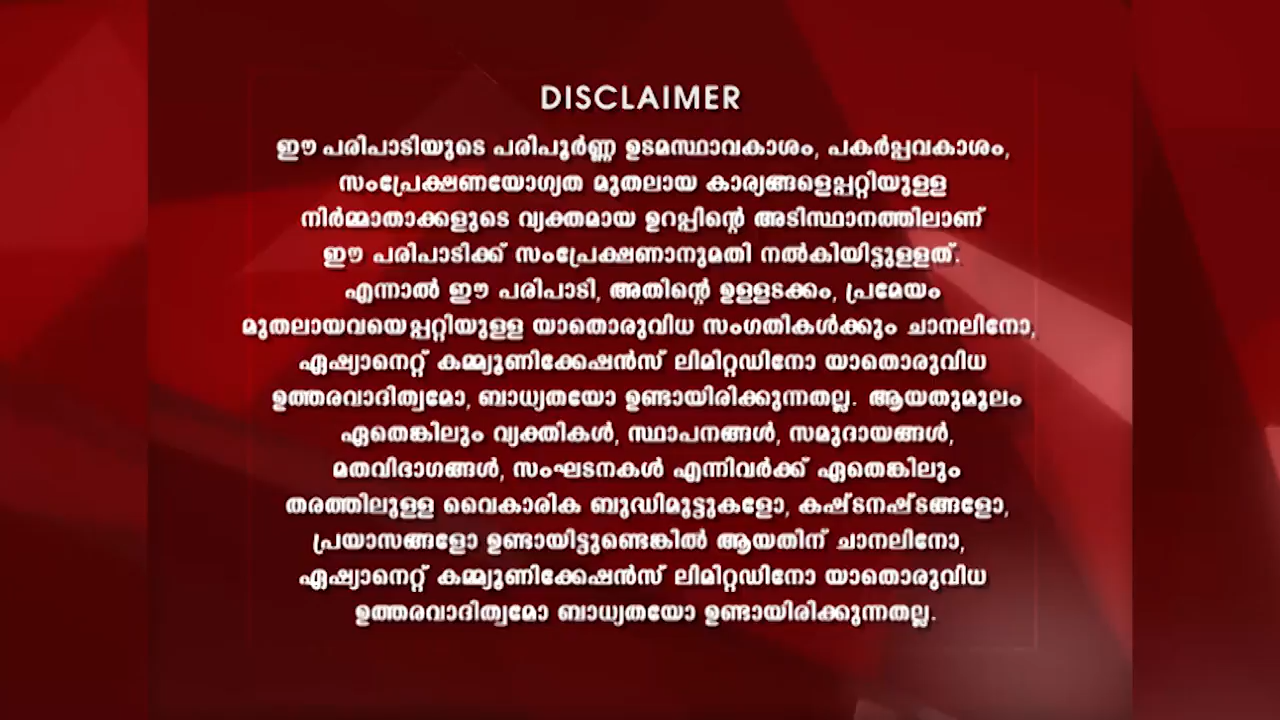 DISCLAIMER
ഈ പരിപാടിയുടെ പരിപൂർണ്ണ ഉടമസ്ഥാവകാശം, പകർപ്പവകാശം,
സംപ്രേക്ഷണയോഗ്യത മുതലായ കാര്യങ്ങളെപ്പറ്റിയുള്ള
നിർമ്മാതാക്കളുടെ വ്യക്തമായ ഉറപ്പിന്റെ അടിസ്ഥാനത്തിലാണ്
ഈ പരിപാടിക്ക് സംപ്രേക്ഷണാനുമതി നൽകിയിട്ടുള്ളത്.
എന്നാൽ ഈ പരിപാടി, അതിന്റെ ഉള്ളടക്കം, പ്രമേയം
മുതലായവയെപ്പറ്റിയുള്ള യാതൊരുവിധ സംഗതികൾക്കും ചാനലിനോ,
ഏഷ്യാനെറ്റ് കമ്മ്യൂണിക്കേഷൻസ് ലിമിറ്റഡിനോ യാതൊരുവിധ
ഉത്തരവാദിത്വമോ, ബാധ്യതയോ ഉണ്ടായിരിക്കുന്നതല്ല. ആയതുമൂലം
ഏതെങ്കിലും വ്യക്തികൾ, സ്ഥാപനങ്ങൾ, സമുദായങ്ങൾ,
മതവിഭാഗങ്ങൾ, സംഘടനകൾ എന്നിവർക്ക് ഏതെങ്കിലും
തരത്തിലുള്ള വൈകാരിക ബുദ്ധിമുട്ടുകളോ, കഷ്ടനഷ്ടങ്ങളോ,
പ്രയാസങ്ങളോ ഉണ്ടായിട്ടുണ്ടെങ്കിൽ ആയതിന് ചാനലിനോ,
ഏഷ്യാനെറ്റ് കമ്മ്യൂണിക്കേഷൻസ് ലിമിറ്റഡിനോ യാതൊരുവിധ
ഉത്തരവാദിത്വമോ ബാധ്യതയോ ഉണ്ടായിരിക്കുന്നതല്ല.